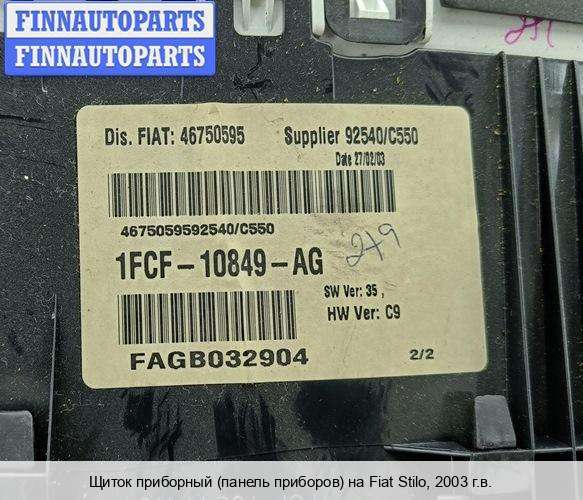 FINNAUTOPARTS
FINNAUTOPARTS
Dis. FIAT: 46750595 Supplier 92540/C550
Date 27/02/03
4675059592540/C550
1FCF-10849-AG
279
SW Ver: 35 ,
HW Ver: C9
FAGB032904
2/2
Щиток приборный (панель приборов) на Fiat Stilo, 2003 г.в.